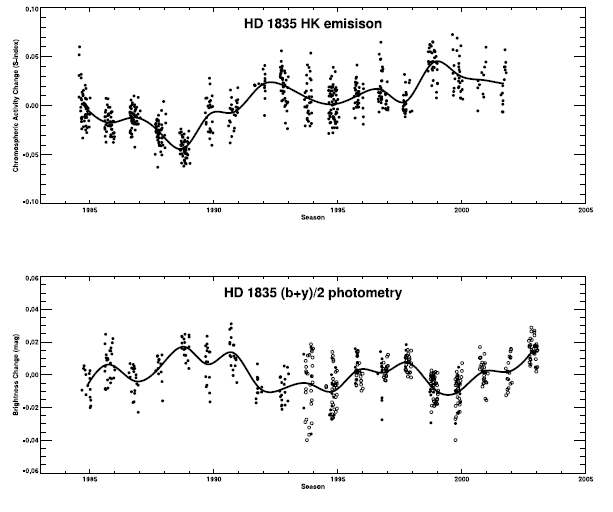 HD 1835 HK emisison
0.10
0.05
0.00
-0.05
-0.10
Chromospheric Activity Change (S-index)
1985 1990 1995 2000 2005
Season
HD 1835 (b+y)/2 photometry
0.06
0.04
0.02
0.00
-0.02
-0.04
-0.06
Brightness Change (mag)
1985 1990 1995 2000 2005
Season